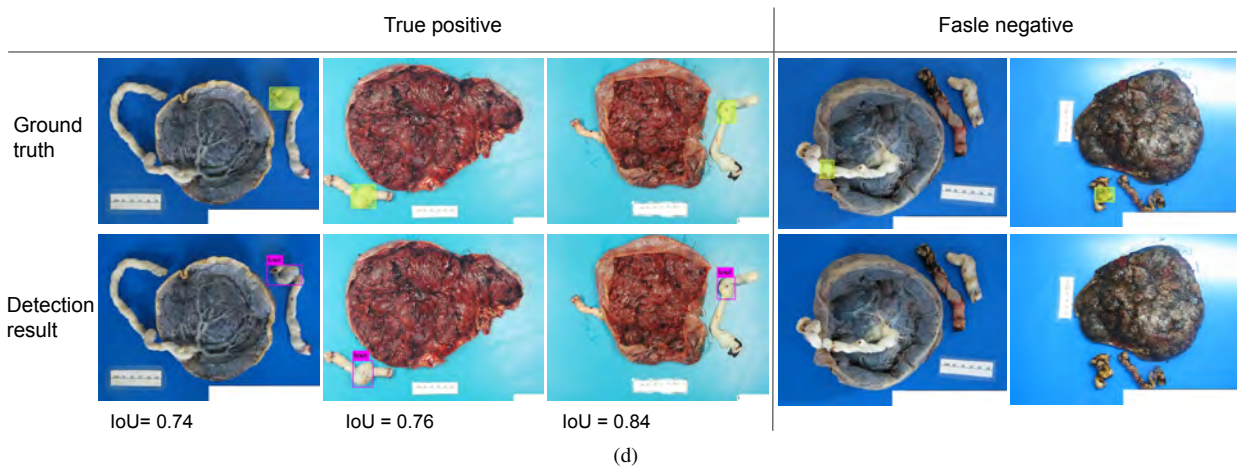 True positive
Fasle negative
Ground
truth
Detection
result
IoU= 0.74
IoU = 0.76
IoU = 0.84
(d)